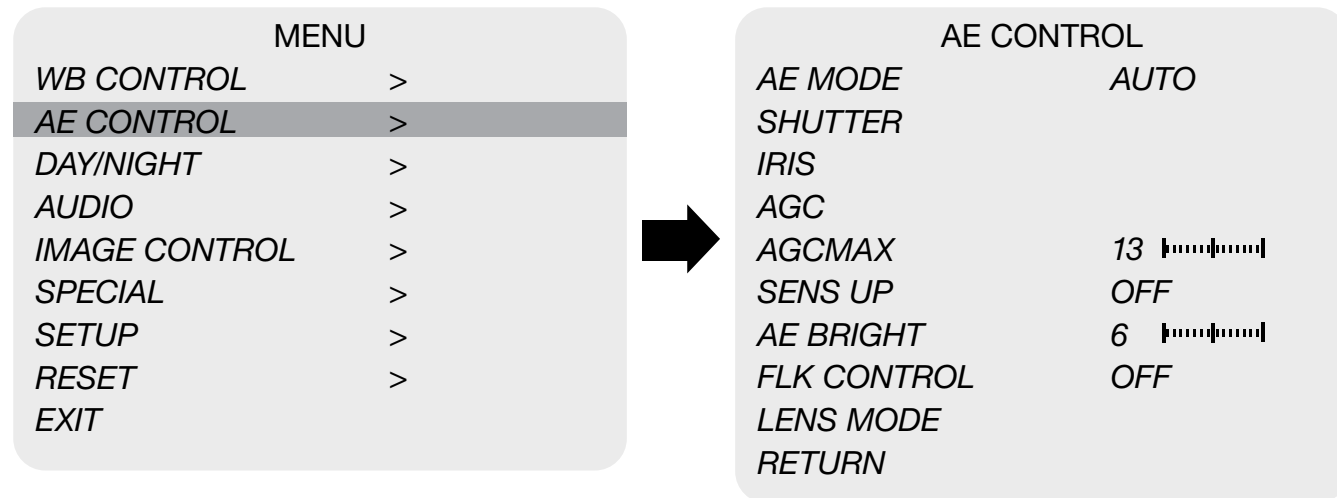 MENU
WB CONTROL >
AE CONTROL >
DAY/NIGHT >
AUDIO >
IMAGE CONTROL >
SPECIAL >
SETUP >
RESET >
EXIT
AE CONTROL
AE MODE AUTO
SHUTTER
IRIS
AGC
AGCMAX 13
SENS UP OFF
AE BRIGHT 6
FLK CONTROL OFF
LENS MODE
RETURN